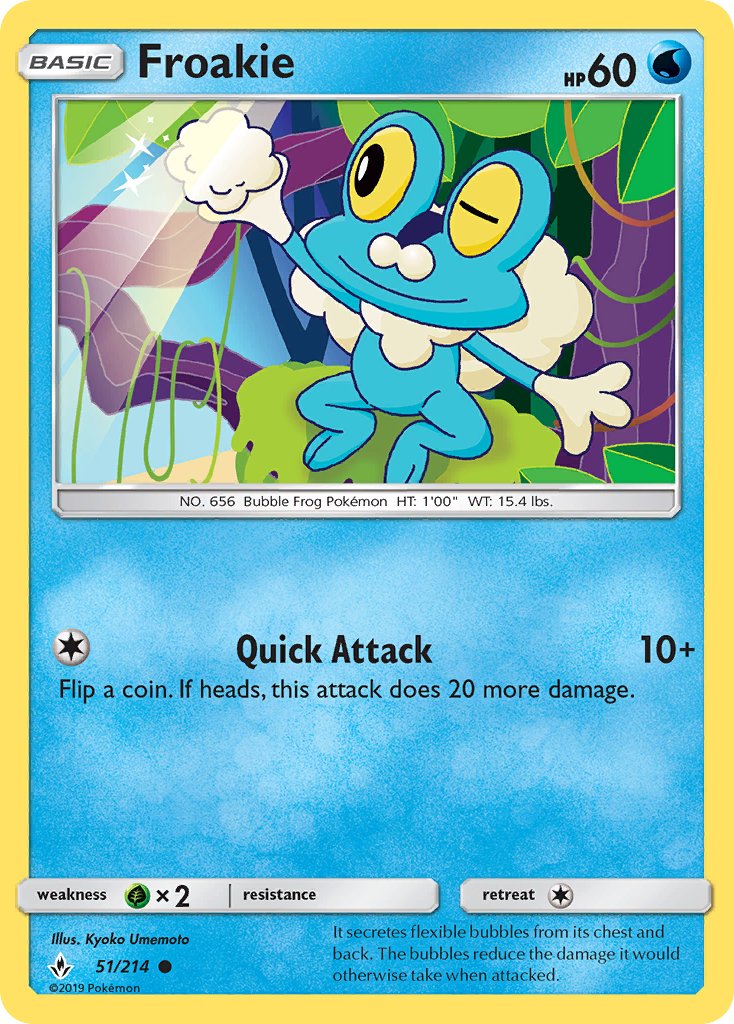 BASIC Froakie HP60
NO. 656 Bubble Frog Pokémon HT: 1'00" WT: 15.4 lbs.
Quick Attack 10+
Flip a coin. If heads, this attack does 20 more damage.
weakness ×2 resistance retreat
Illus. Kyoko Umemoto
51/214
©2019 Pokémon
It secretes flexible bubbles from its chest and
back. The bubbles reduce the damage it would
otherwise take when attacked.